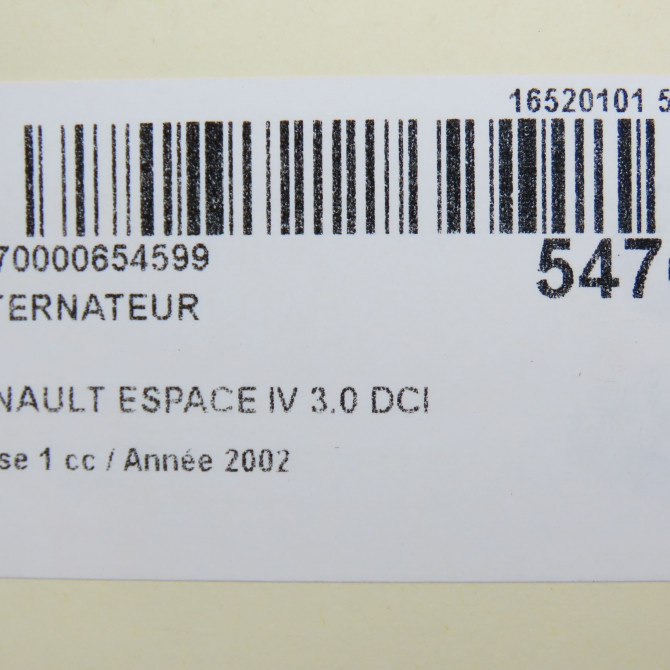 16520101 5
70000654599
547
TERNATEUR
NAULT ESPACE IV 3.0 DCI
se 1 cc / Année 2002